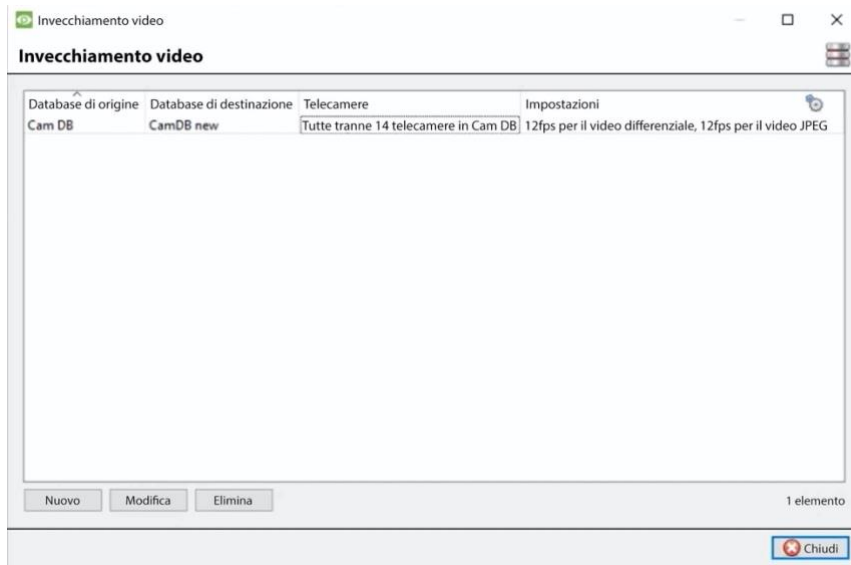 Invecchiamento video
Invecchiamento video
Database di origine Database di destinazione Telecamere Impostazioni
Cam DB CamDB new Tutte tranne 14 telecamere in Cam DB 12fps per il video differenziale, 12fps per il video JPEG
Nuovo Modifica Elimina 1 elemento
Chiudi